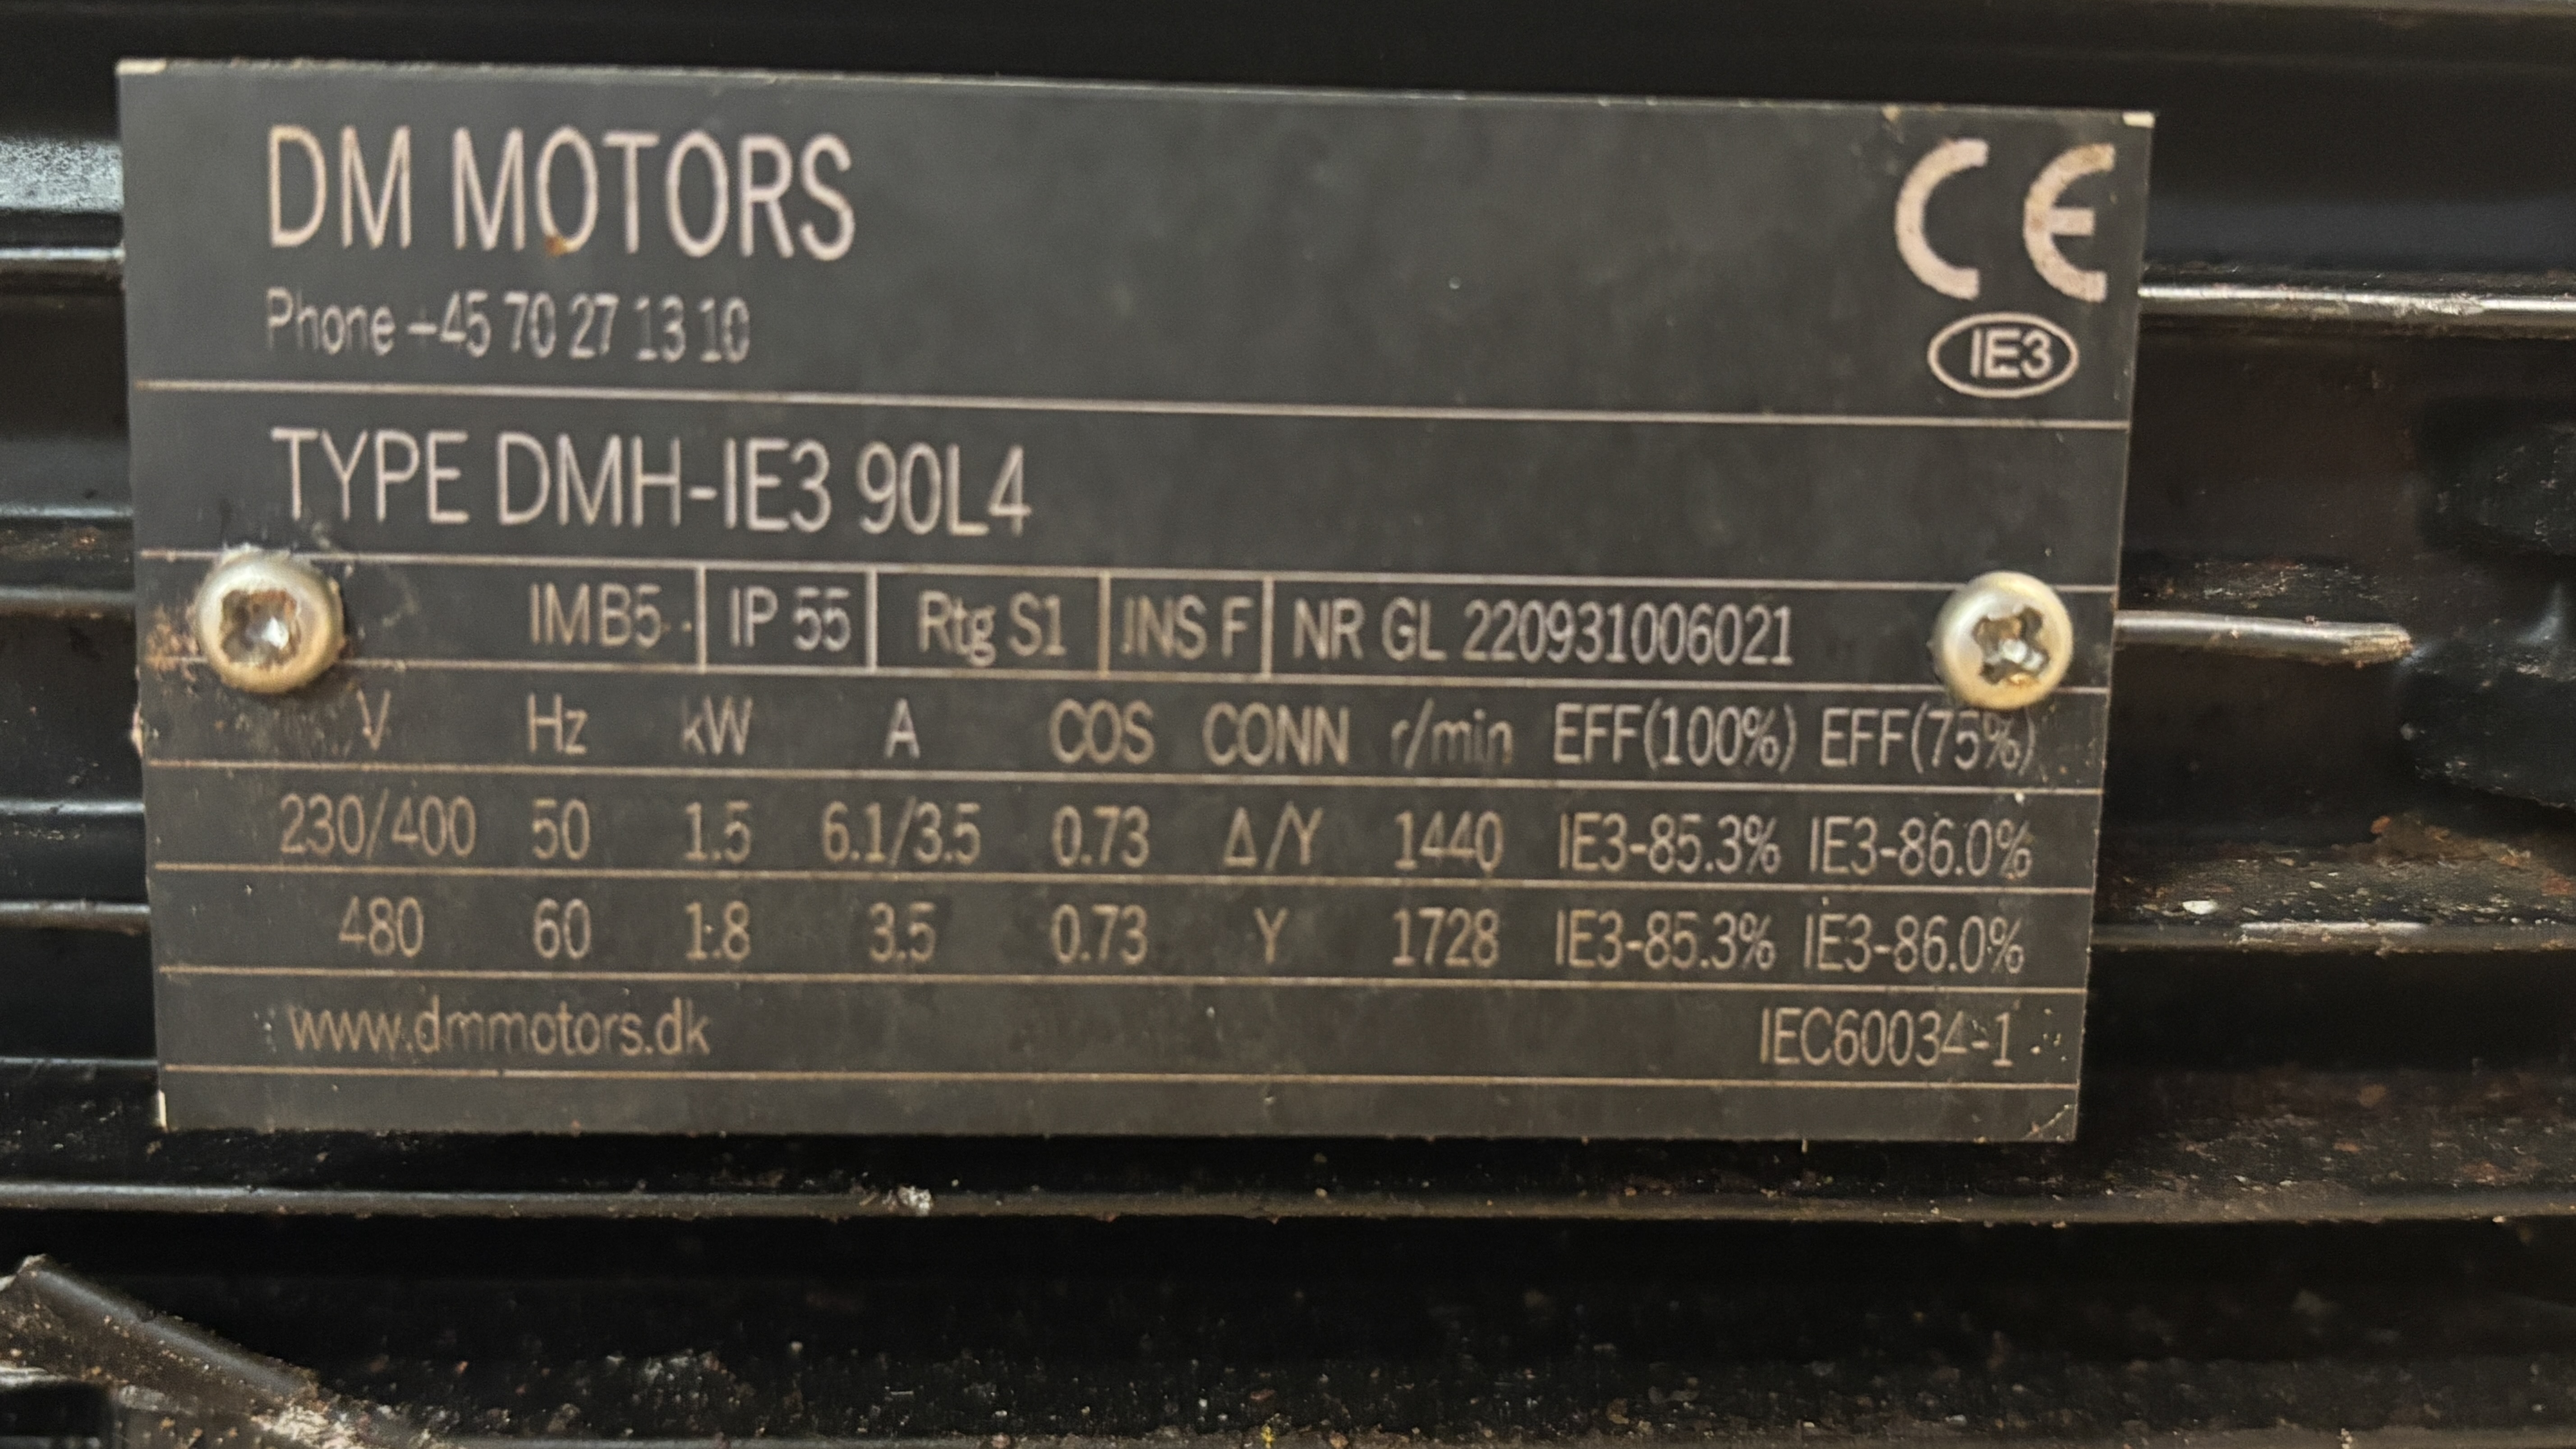 DM MOTORS
CE
Phone +45 70 27 13 10
IE3
TYPE DMH-IE3 90L4
IM B5 IP 55 Rtg S1 INS F NR GL 220931006021
V Hz kW A COS CONN r/min EFF(100%) EFF(75%)
230/400 50 1.5 6.1/3.5 0.73 Δ/Y 1440 IE3-85.3% IE3-86.0%
480 60 1.8 3.5 0.73 Y 1728 IE3-85.3% IE3-86.0%
www.dmmotors.dk IEC60034-1